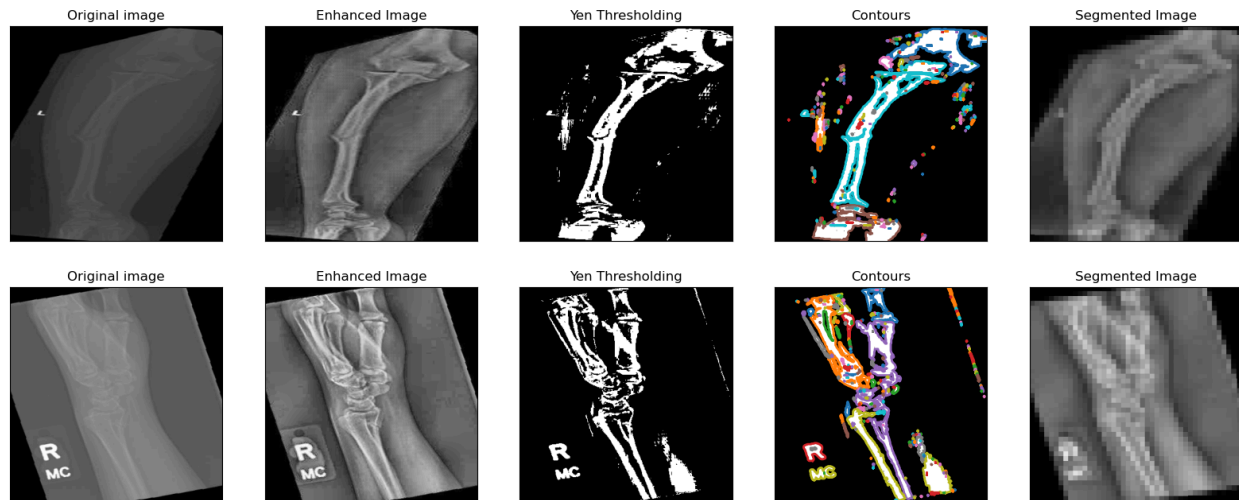 Original image
Enhanced Image
Yen Thresholding
Contours
Segmented Image
L
L
Original image
Enhanced Image
Yen Thresholding
Contours
Segmented Image
R
MC
R
MC
R
MC
R
MC